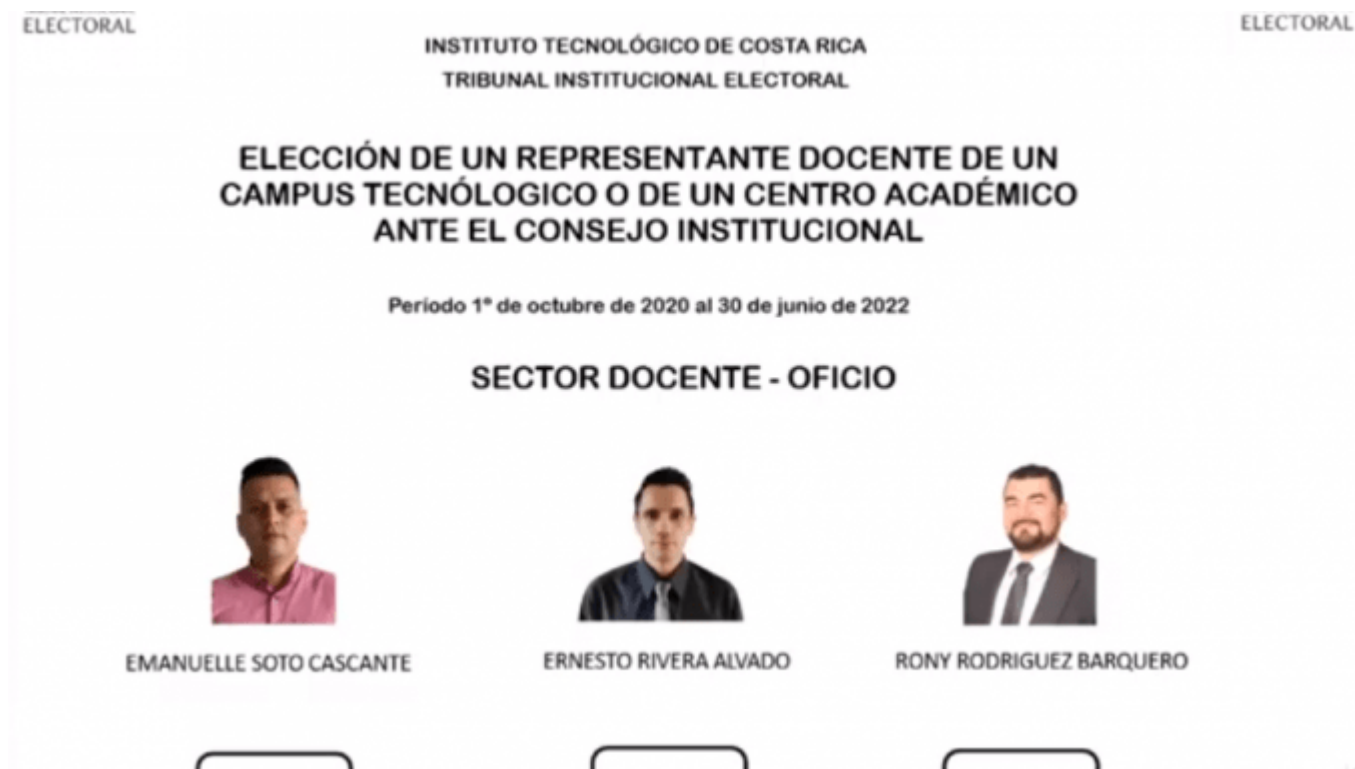 ELECTORAL
ELECTORAL
INSTITUTO TECNOLÓGICO DE COSTA RICA
TRIBUNAL INSTITUCIONAL ELECTORAL
ELECCIÓN DE UN REPRESENTANTE DOCENTE DE UN
CAMPUS TECNÓLOGICO O DE UN CENTRO ACADÉMICO
ANTE EL CONSEJO INSTITUCIONAL
Período 1° de octubre de 2020 al 30 de junio de 2022
SECTOR DOCENTE - OFICIO
EMANUELLE SOTO CASCANTE
ERNESTO RIVERA ALVADO
RONY RODRIGUEZ BARQUERO